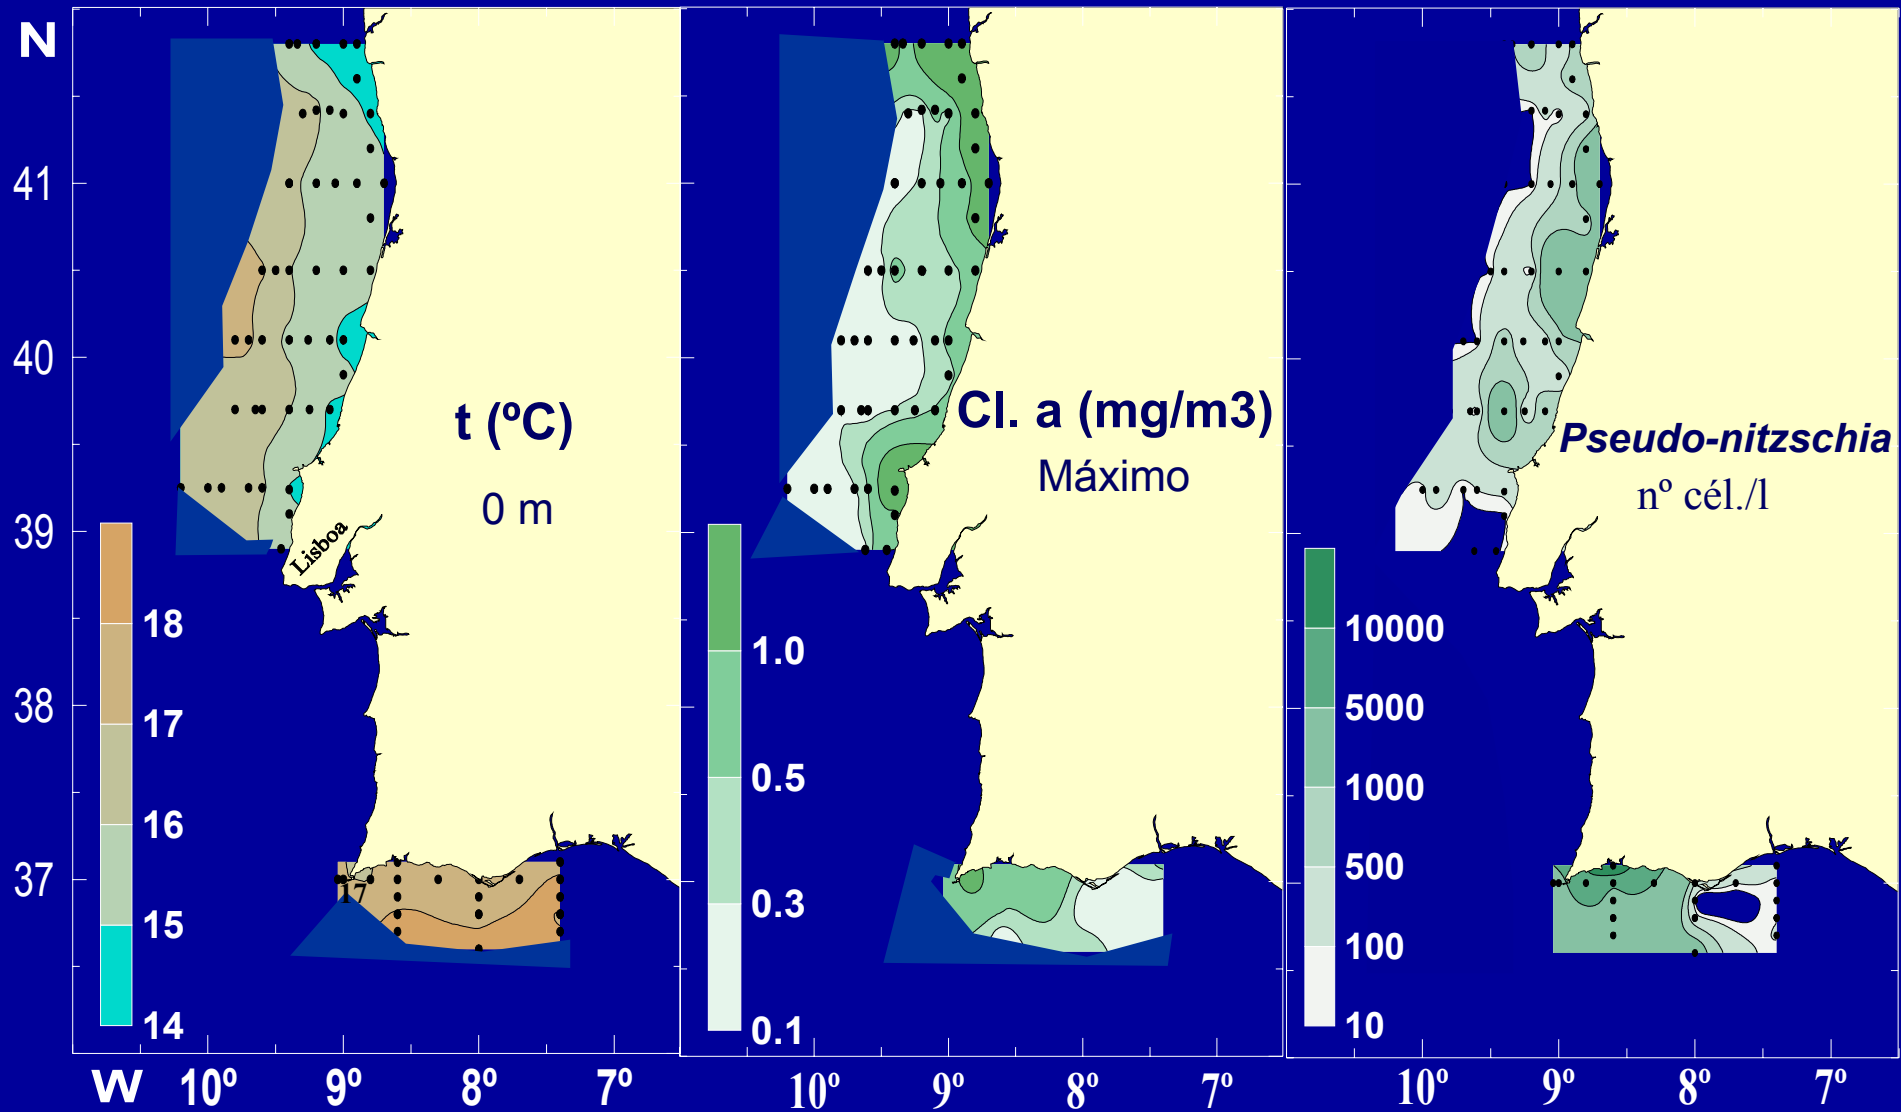 N
41
40
39
38
37
W
10º
9º
8º
7º
t (ºC)
0 m
Lisboa
17
18
17
16
15
14
Cl. a (mg/m3)
Máximo
1.0
0.5
0.3
0.1
10º
9º
8º
7º
Pseudo-nitzschia
nº cél./l
10000
5000
1000
500
100
10
10º
9º
8º
7º